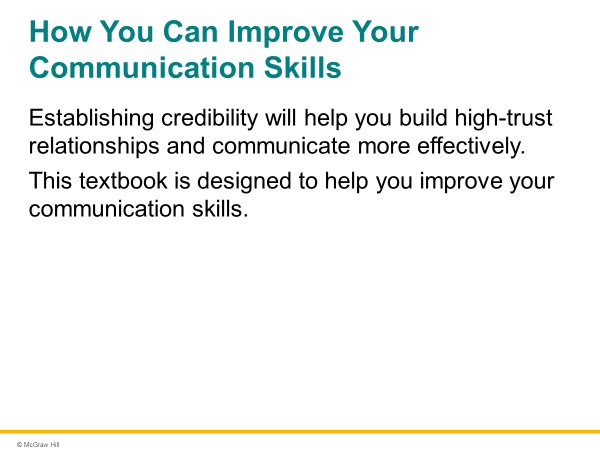 How You Can Improve Your
Communication Skills
Establishing credibility will help you build high-trust
relationships and communicate more effectively.
This textbook is designed to help you improve your
communication skills.
© McGraw Hill